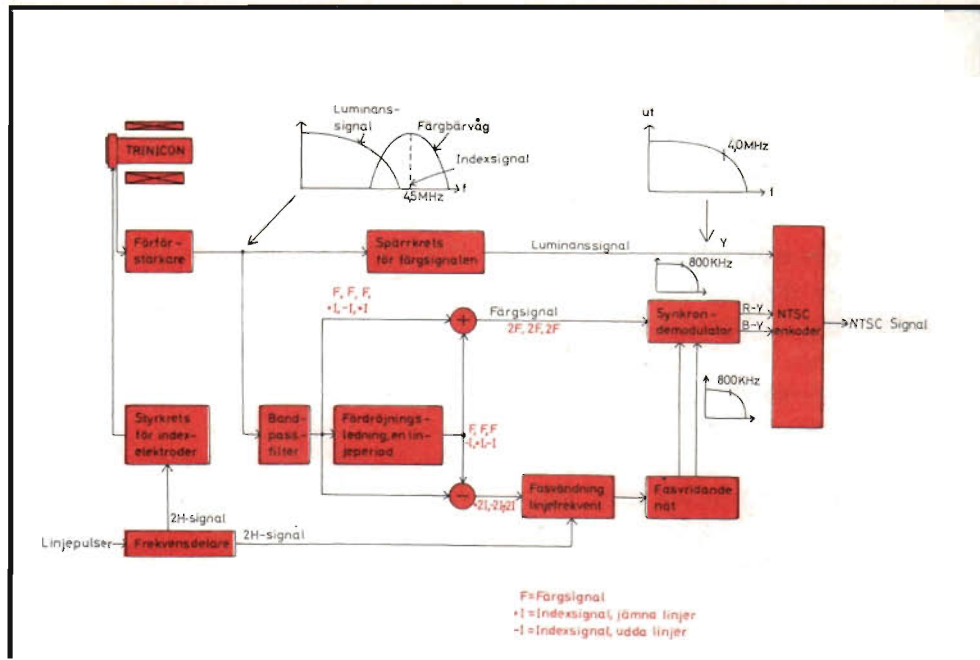 Luminans-
signal
Färgbärvåg
Indexsignal
f
4,5MHz
ut
4,0MHz
f
TRINICON
Förför-
stärkare
Spärrkrets
för färgsignalen
Luminanssignal
Y
800KHz
F, F, F,
+I,-I,+I
+
Färgsignal
2F, 2F, 2F
Synkron-
demodulator
R-Y
B-Y
NTSC
enkoder
NTSC Signal
800KHz
Styrkrets
för index-
elektroder
Band-
pass-
filter
Fördröjnings-
ledning, en lin-
jeperiod
F, F, F
-I,+I,-I
-
+2I,-2I,+2I
Fasvändning
linjefrekvent
Fasvridande
nät
2H-signal
2H-signal
Linjepulser
Frekvensdelare
F=Färgsignal
+I=Indexsignal, jämna linjer
-I=Indexsignal, udda linjer